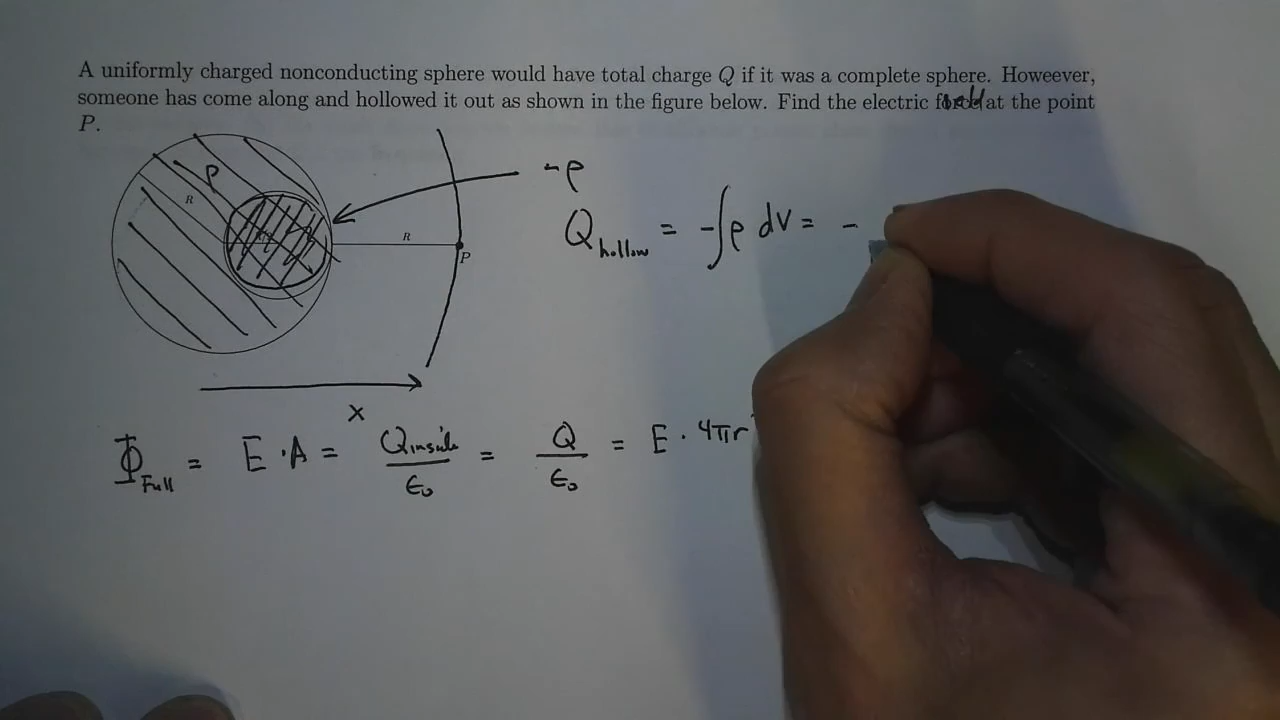 A uniformly charged nonconducting sphere would have total charge Q if it was a complete sphere. Howeever,
someone has come along and hollowed it out as shown in the figure below. Find the electric at the point
P.
ρ
R
R
P
-ρ
Q hollow = -∫ρ dV = -
x
Φ Full = E · A = Q inside / ε₀ = Q / ε₀ = E · 4πr